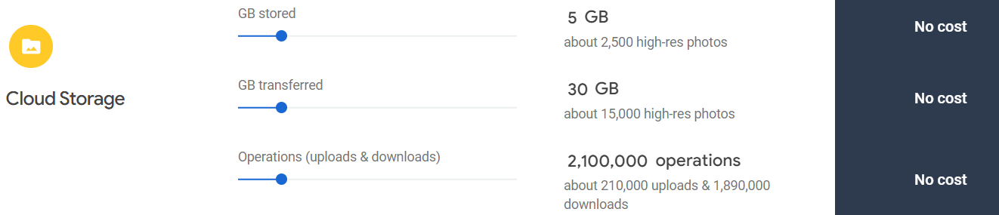 Cloud Storage
GB stored
5 GB
about 2,500 high-res photos
No cost
GB transferred
30 GB
about 15,000 high-res photos
No cost
Operations (uploads & downloads)
2,100,000 operations
about 210,000 uploads & 1,890,000
downloads
No cost